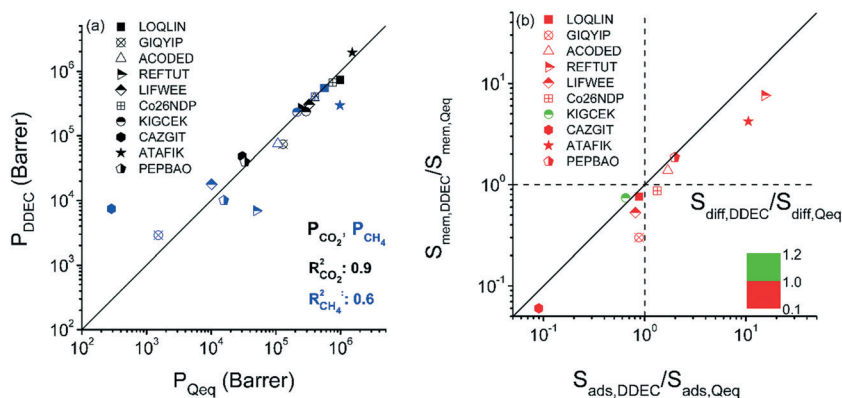 (a)
LOQLIN
GIQYIP
ACODED
REFTUT
LIFWEE
Co26NDP
KIGCEK
CAZGIT
ATAFIK
PEPBAO
P_DDEC (Barrer)
10^6
10^5
10^4
10^3
10^2
P_CO2, P_CH4
R^2_CO2: 0.9
R^2_CH4: 0.6
10^2 10^3 10^4 10^5 10^6
P_Qeq (Barrer)
(b)
LOQLIN
GIQYIP
ACODED
REFTUT
LIFWEE
Co26NDP
KIGCEK
CAZGIT
ATAFIK
PEPBAO
S_mem,DDEC/S_mem,Qeq
10^1
10^0
10^-1
S_diff,DDEC/S_diff,Qeq
1.2
1.0
0.1
10^-1 10^0 10^1
S_ads,DDEC/S_ads,Qeq